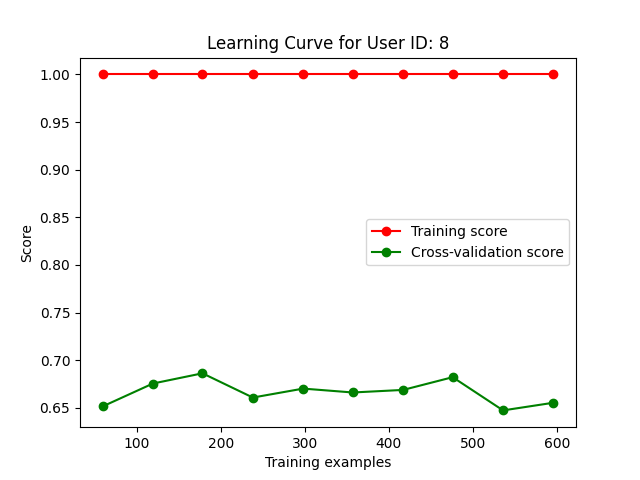 Learning Curve for User ID: 8
1.00
0.95
0.90
0.85
0.80
0.75
0.70
0.65
Score
Training score
Cross-validation score
100 200 300 400 500 600
Training examples